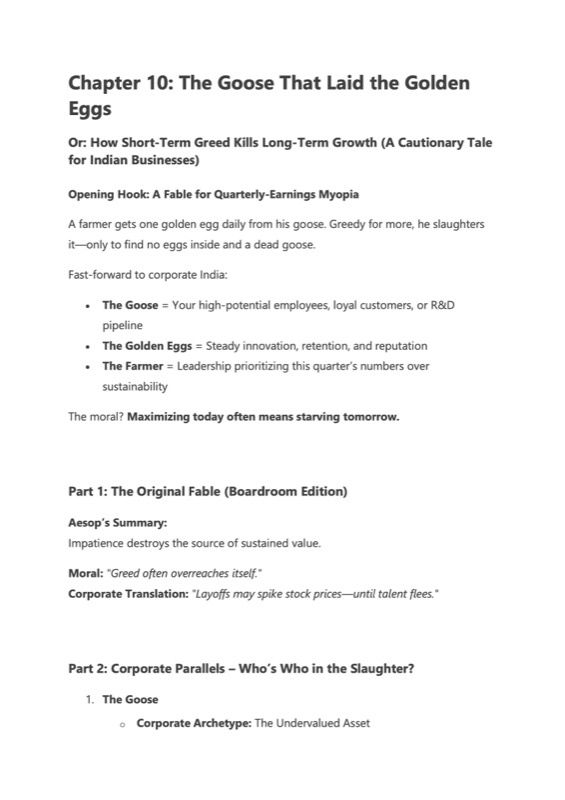 Chapter 10: The Goose That Laid the Golden
Eggs
Or: How Short-Term Greed Kills Long-Term Growth (A Cautionary Tale
for Indian Businesses)
Opening Hook: A Fable for Quarterly-Earnings Myopia
A farmer gets one golden egg daily from his goose. Greedy for more, he slaughters
it—only to find no eggs inside and a dead goose.
Fast-forward to corporate India:
• The Goose = Your high-potential employees, loyal customers, or R&D
pipeline
• The Golden Eggs = Steady innovation, retention, and reputation
• The Farmer = Leadership prioritizing this quarter's numbers over
sustainability
The moral? Maximizing today often means starving tomorrow.
Part 1: The Original Fable (Boardroom Edition)
Aesop's Summary:
Impatience destroys the source of sustained value.
Moral: "Greed often overreaches itself."
Corporate Translation: "Layoffs may spike stock prices—until talent flees."
Part 2: Corporate Parallels – Who's Who in the Slaughter?
1. The Goose
o Corporate Archetype: The Undervalued Asset